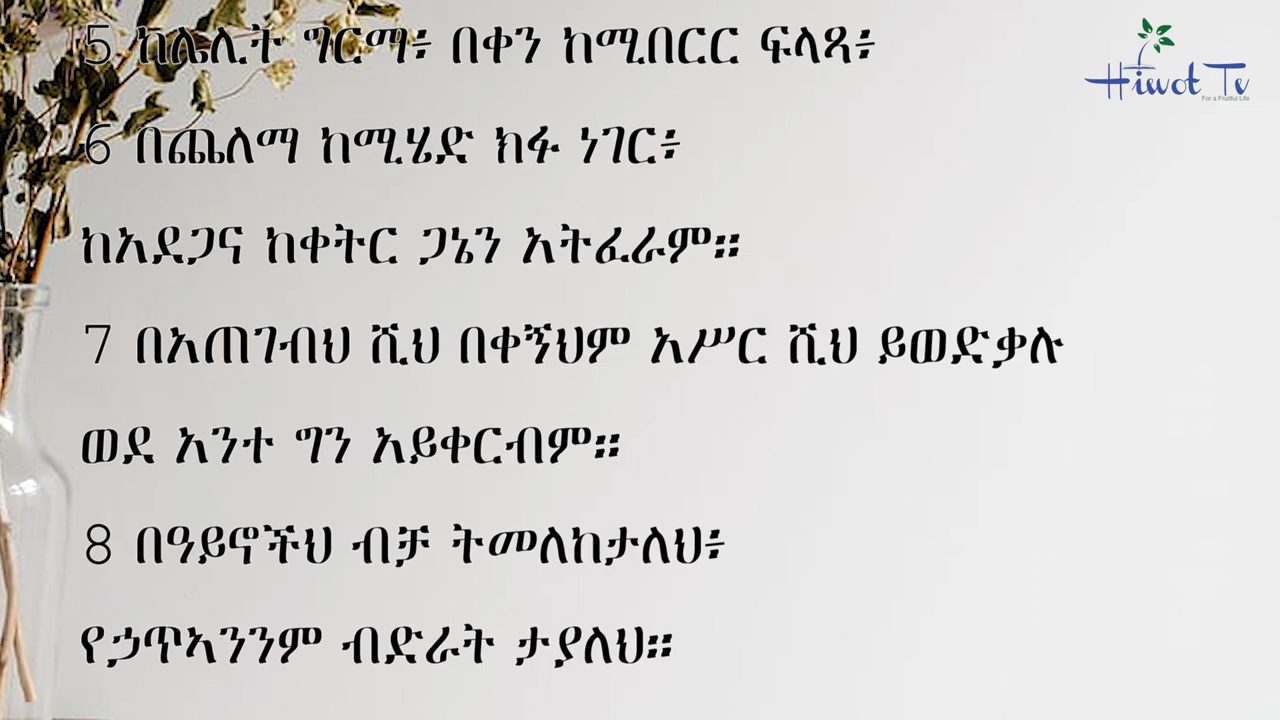 5 ከሌሊት ግርማ፥ በቀን ከሚበርር ፍላጻ፥
Hiwot Tv
For a Fruitful Life
6 በጨለማ ከሚሄድ ክፉ ነገር፥
ከአደጋና ከቀትር ጋኔን አትፈራም።
7 በአጠገብህ ሺህ በቀኝህም አሥር ሺህ ይወድቃሉ
ወደ አንተ ግን አይቀርብም።
8 በዓይኖችህ ብቻ ትመለከታለህ፥
የኃጥኣንንም ብድራት ታያለህ።